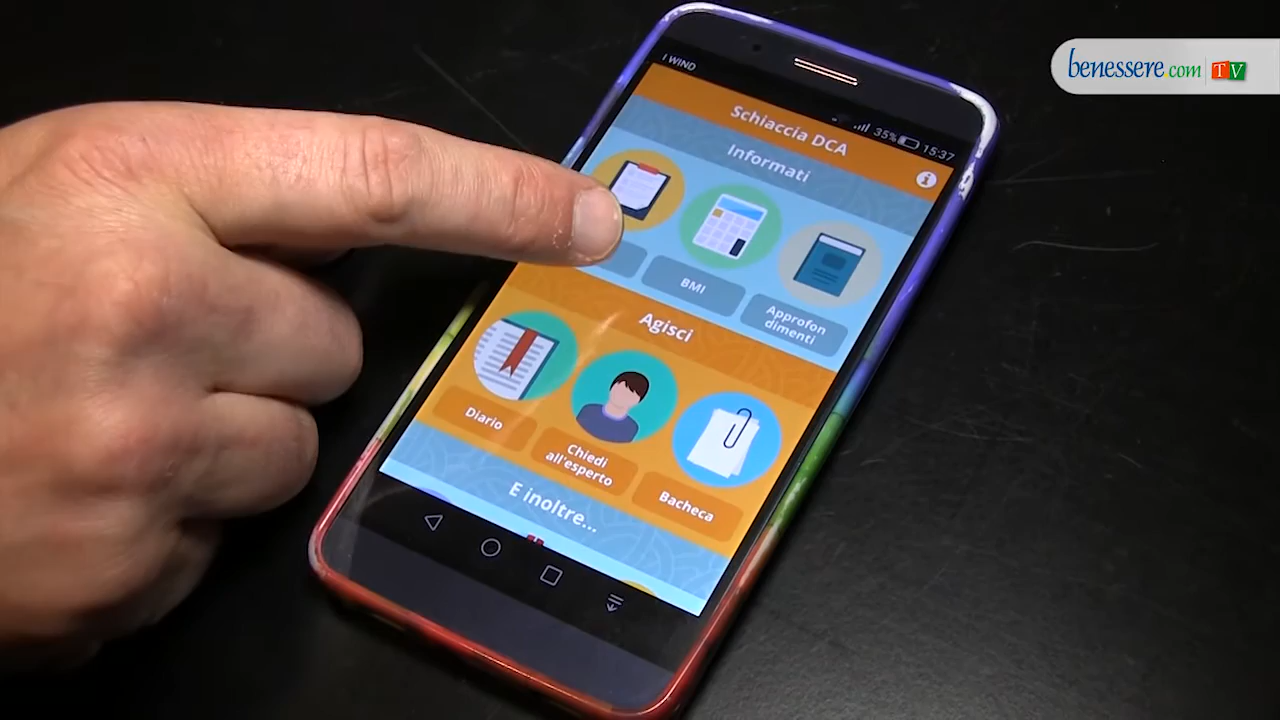 benessere.com TV
I WIND
35% 15:37
Schiaccia DCA
Informati
BMI
Approfon
dimenti
Agisci
Diario
Chiedi
all'esperto
Bacheca
E inoltre...